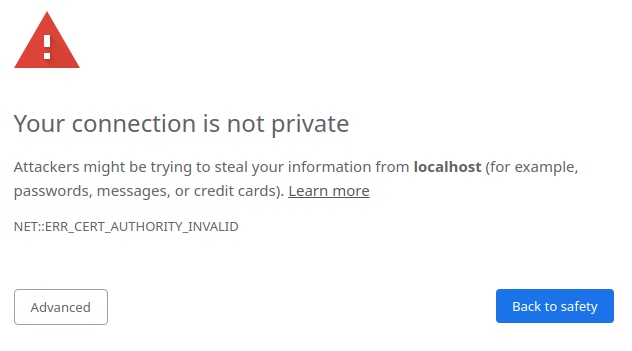 Your connection is not private
Attackers might be trying to steal your information from localhost (for example,
passwords, messages, or credit cards). Learn more
NET::ERR_CERT_AUTHORITY_INVALID
Advanced
Back to safety